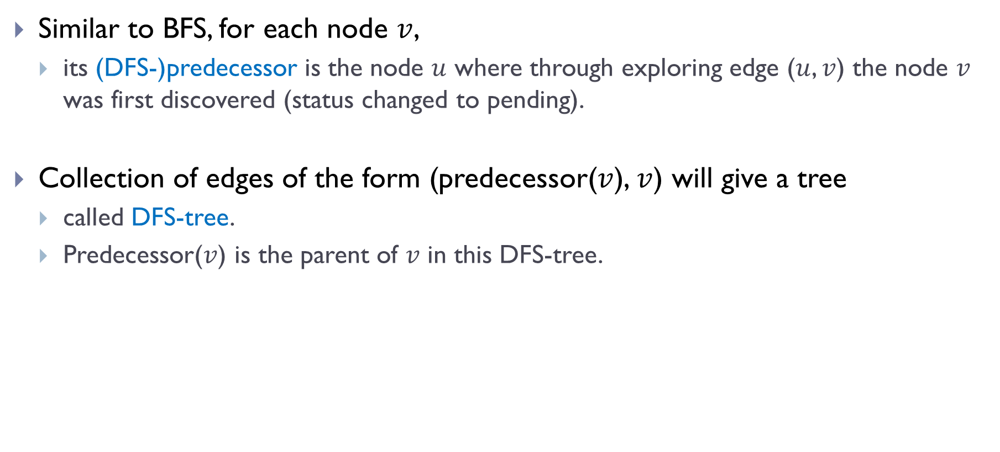 Similar to BFS, for each node 𝑣,
its (DFS-)predecessor is the node 𝑢 where through exploring edge (𝑢, 𝑣) the node 𝑣
was first discovered (status changed to pending).
Collection of edges of the form (predecessor(𝑣), 𝑣) will give a tree
called DFS-tree.
Predecessor(𝑣) is the parent of 𝑣 in this DFS-tree.